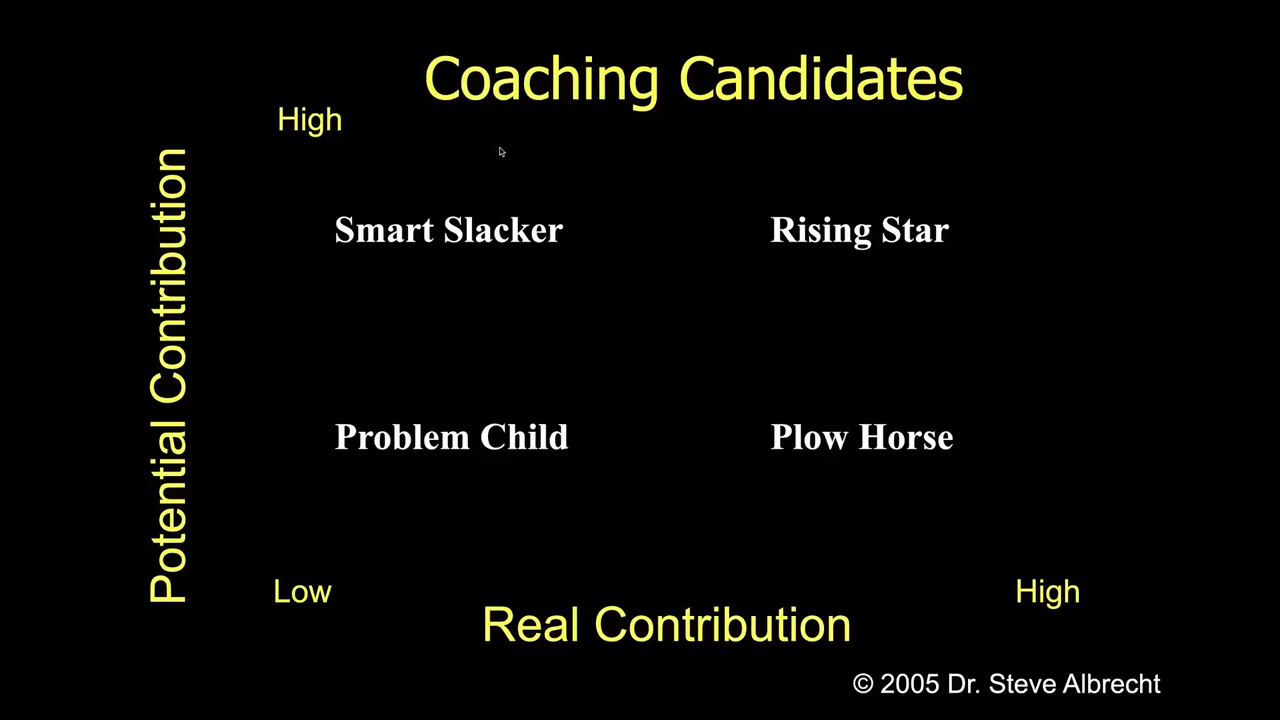 Coaching Candidates
High
Potential Contribution
Smart Slacker
Rising Star
Problem Child
Plow Horse
Low
High
Real Contribution
© 2005 Dr. Steve Albrecht